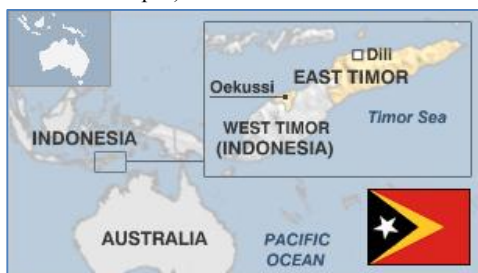 Dili
EAST TIMOR
Oekussi
Timor Sea
WEST TIMOR
(INDONESIA)
INDONESIA
AUSTRALIA
PACIFIC
OCEAN